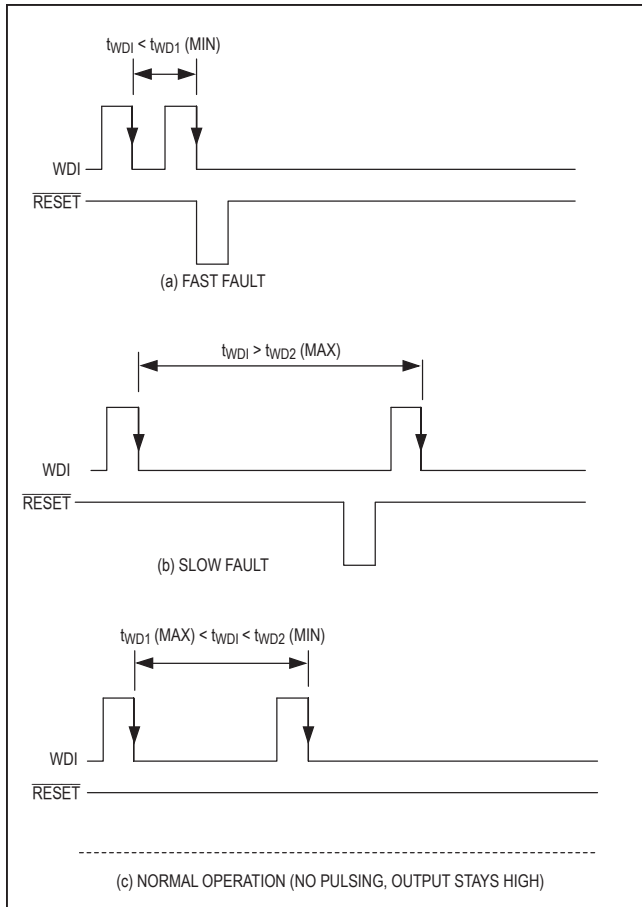 tWDI < tWD1 (MIN)
WDI
RESET
(a) FAST FAULT
tWDI > tWD2 (MAX)
WDI
RESET
(b) SLOW FAULT
tWD1 (MAX) < tWDI < tWD2 (MIN)
WDI
RESET
(c) NORMAL OPERATION (NO PULSING, OUTPUT STAYS HIGH)